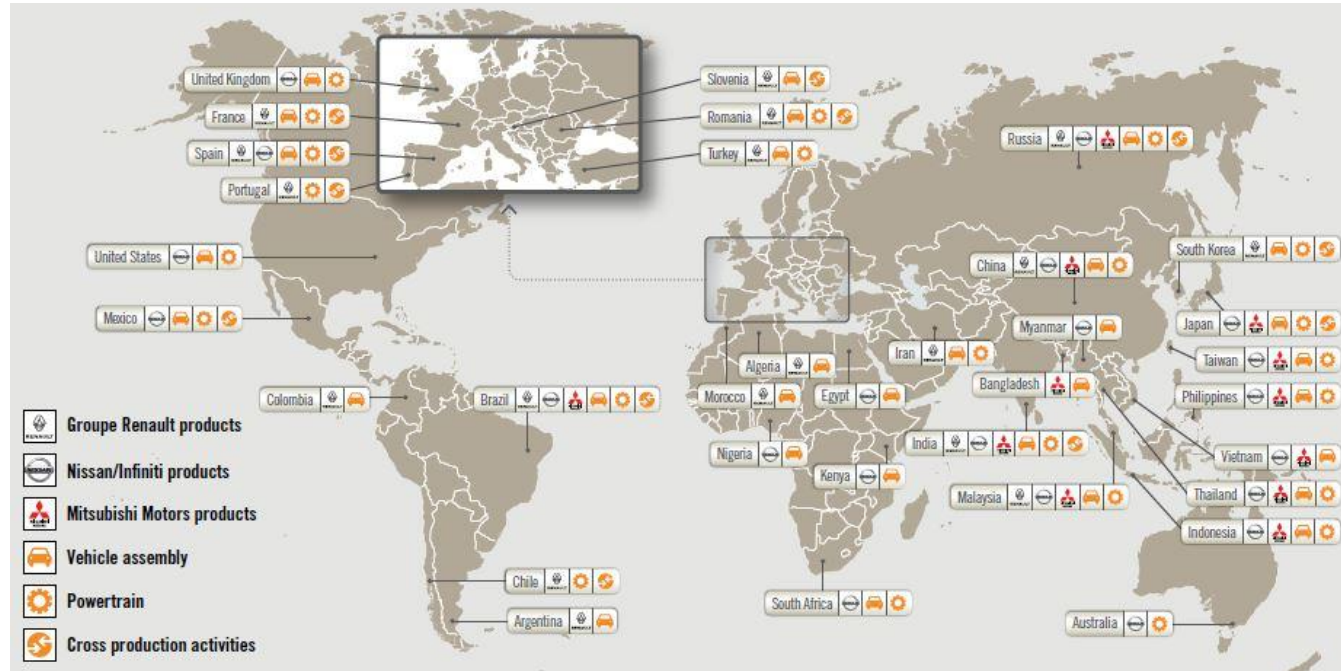 United Kingdom
France
Spain
Portugal
Slovenia
Romania
Turkey
Russia
United States
Mexico
China
South Korea
Myanmar
Japan
Iran
Algeria
Taiwan
Bangladesh
Colombia
Brazil
Morocco
Egypt
Philippines
RENAULT Groupe Renault products
Nissan/Infiniti products
Mitsubishi Motors products
Vehicle assembly
Powertrain
Cross production activities
Nigeria
India
Kenya
Vietnam
Malaysia
Thailand
Indonesia
Chile
Argentina
South Africa
Australia